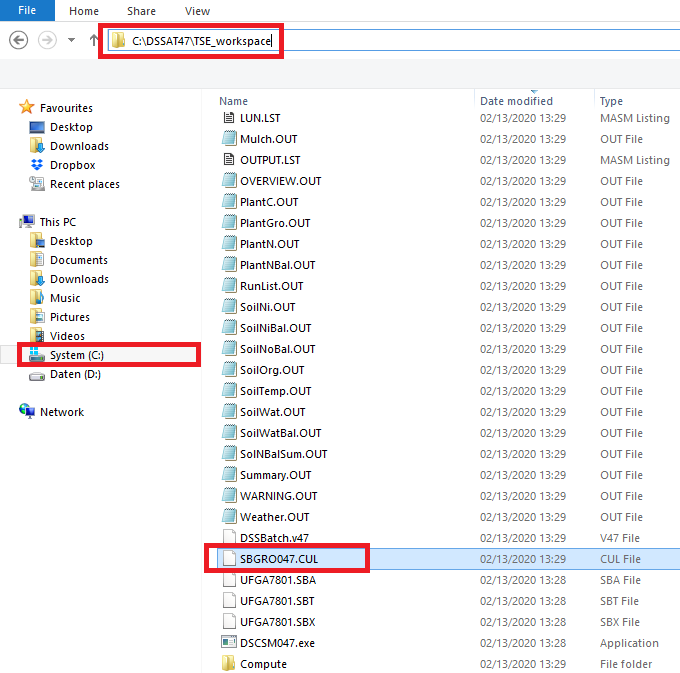 File Home Share View
C:\DSSAT47\TSE_workspace
Favourites
Desktop
Downloads
Dropbox
Recent places
This PC
Desktop
Documents
Downloads
Music
Pictures
Videos
System (C:)
Daten (D:)
Network
Name Date modified Type
LUN.LST 02/13/2020 13:29 MASM Listing
Mulch.OUT 02/13/2020 13:29 OUT File
OUTPUT.LST 02/13/2020 13:29 MASM Listing
OVERVIEW.OUT 02/13/2020 13:29 OUT File
PlantC.OUT 02/13/2020 13:29 OUT File
PlantGro.OUT 02/13/2020 13:29 OUT File
PlantN.OUT 02/13/2020 13:29 OUT File
PlantNBal.OUT 02/13/2020 13:29 OUT File
RunList.OUT 02/13/2020 13:29 OUT File
SoilNi.OUT 02/13/2020 13:29 OUT File
SoilNiBal.OUT 02/13/2020 13:29 OUT File
SoilNoBal.OUT 02/13/2020 13:29 OUT File
SoilOrg.OUT 02/13/2020 13:29 OUT File
SoilTemp.OUT 02/13/2020 13:29 OUT File
SoilWat.OUT 02/13/2020 13:29 OUT File
SoilWatBal.OUT 02/13/2020 13:29 OUT File
SolNBalSum.OUT 02/13/2020 13:29 OUT File
Summary.OUT 02/13/2020 13:29 OUT File
WARNING.OUT 02/13/2020 13:29 OUT File
Weather.OUT 02/13/2020 13:29 OUT File
DSSBatch.v47 02/13/2020 13:29 V47 File
SBGRO047.CUL 02/13/2020 13:29 CUL File
UFGA7801.SBA 02/13/2020 13:28 SBA File
UFGA7801.SBT 02/13/2020 13:28 SBT File
UFGA7801.SBX 02/13/2020 13:28 SBX File
DSCSM047.exe 02/13/2020 13:28 Application
Compute 02/13/2020 13:29 File folder